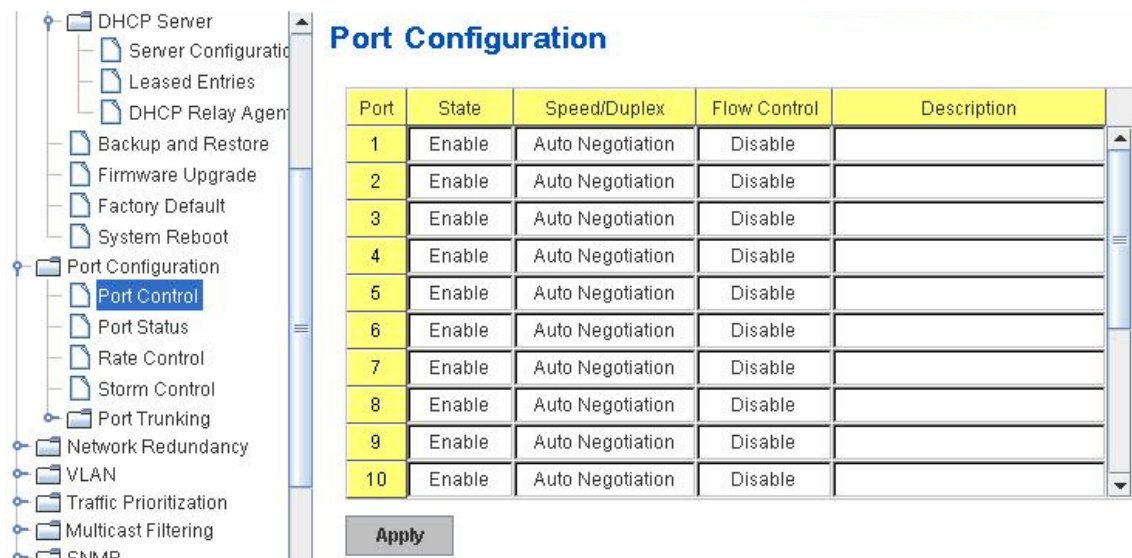 DHCP Server
Server Configuratio
Leased Entries
DHCP Relay Agent
Backup and Restore
Firmware Upgrade
Factory Default
System Reboot
Port Configuration
Port Control
Port Status
Rate Control
Storm Control
Port Trunking
Network Redundancy
VLAN
Traffic Prioritization
Multicast Filtering
SNMP
Port Configuration
Port State Speed/Duplex Flow Control Description
1 Enable Auto Negotiation Disable
2 Enable Auto Negotiation Disable
3 Enable Auto Negotiation Disable
4 Enable Auto Negotiation Disable
5 Enable Auto Negotiation Disable
6 Enable Auto Negotiation Disable
7 Enable Auto Negotiation Disable
8 Enable Auto Negotiation Disable
9 Enable Auto Negotiation Disable
10 Enable Auto Negotiation Disable
Apply